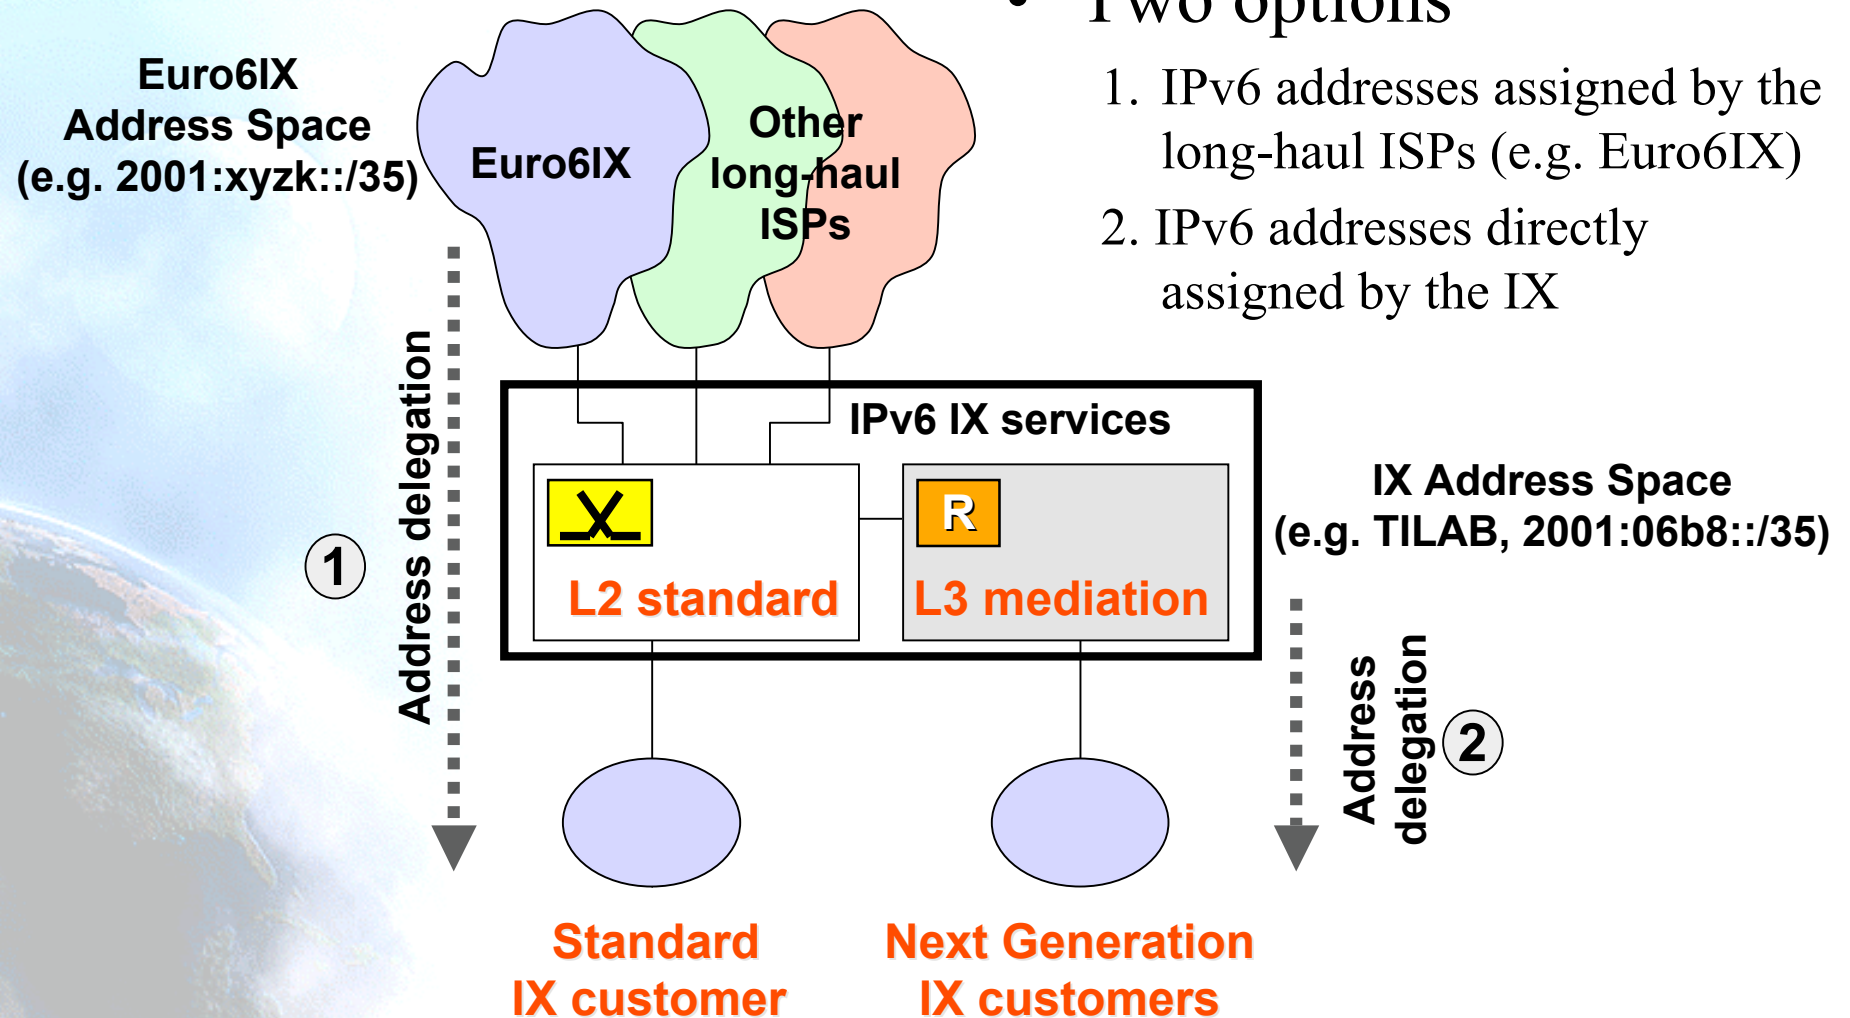 • Two options
1. IPv6 addresses assigned by the
long-haul ISPs (e.g. Euro6IX)
2. IPv6 addresses directly
assigned by the IX
Euro6IX
Address Space
(e.g. 2001:xyzk::/35)
Euro6IX
Other
long-haul
ISPs
Address delegation
1
IPv6 IX services
L2 standard
R
L3 mediation
IX Address Space
(e.g. TILAB, 2001:06b8::/35)
Address
delegation
2
Standard
IX customer
Next Generation
IX customers